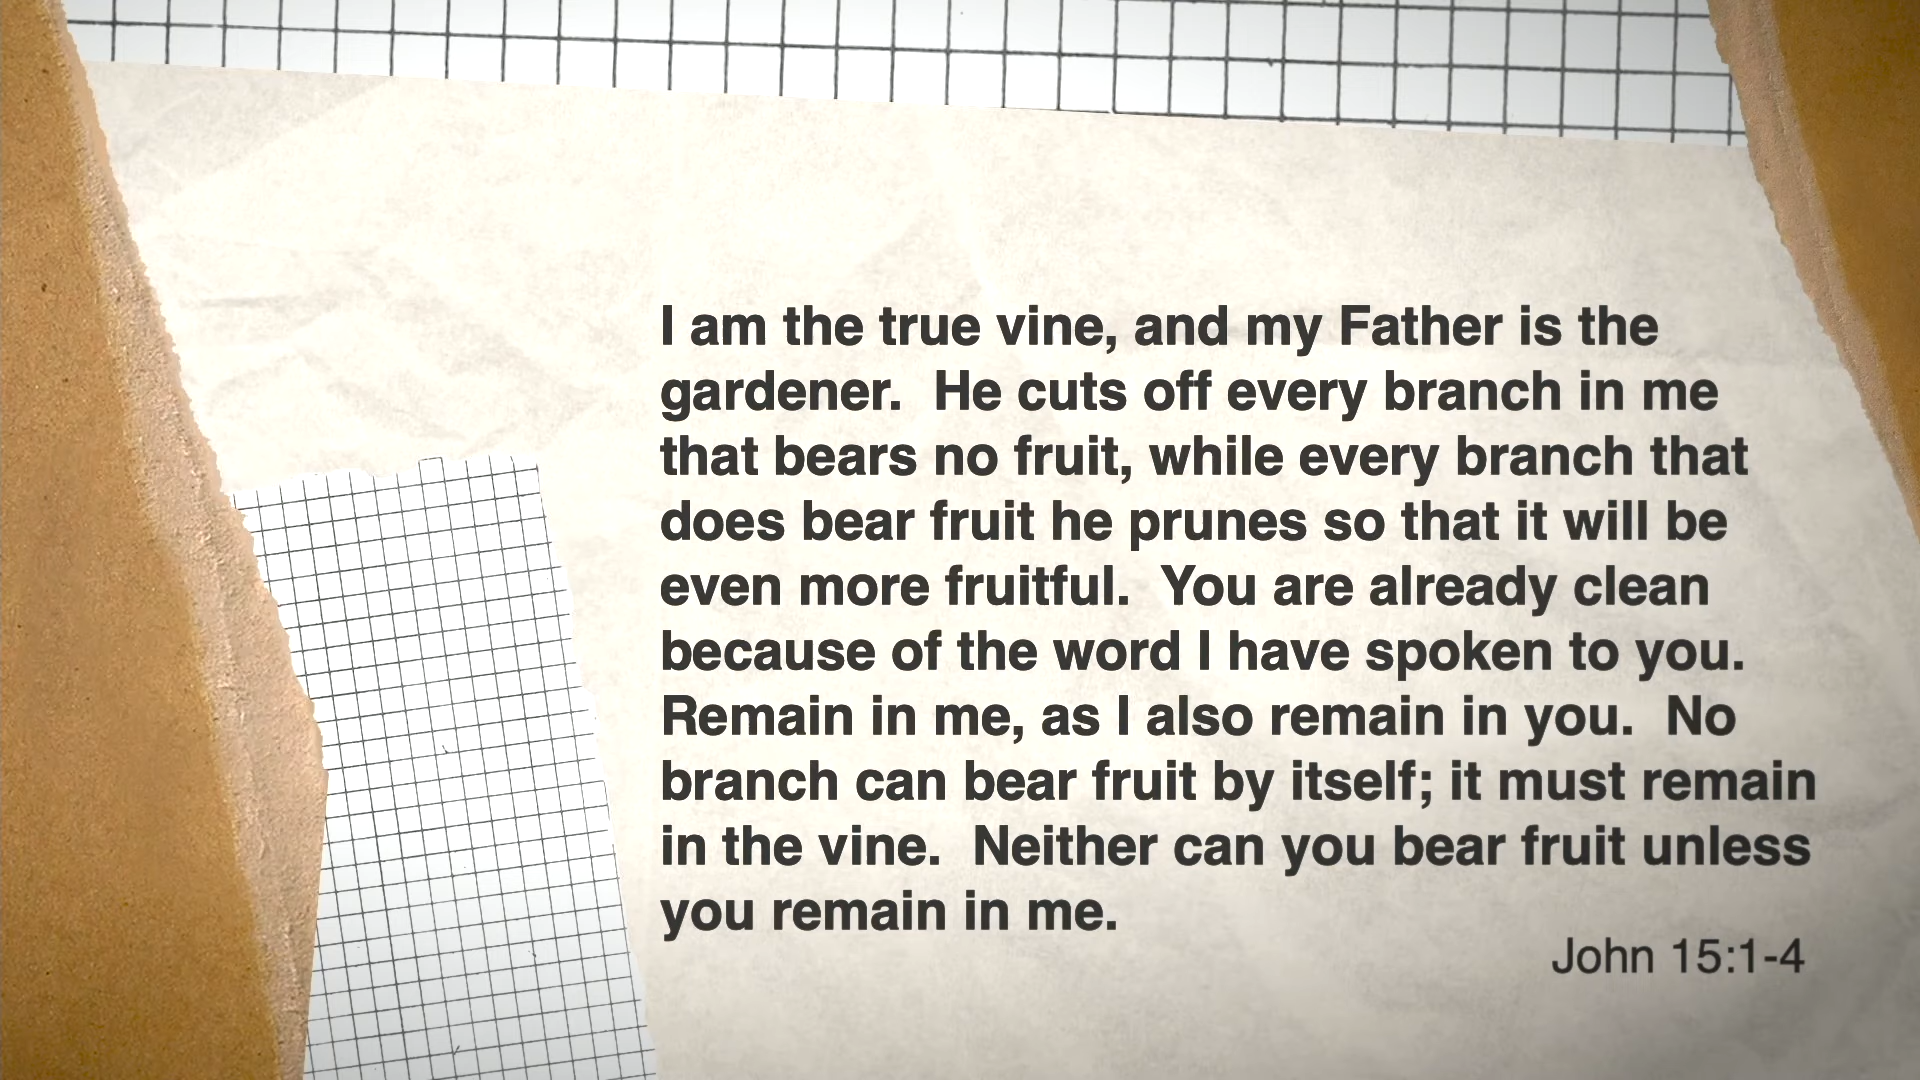 I am the true vine, and my Father is the
gardener.  He cuts off every branch in me
that bears no fruit, while every branch that
does bear fruit he prunes so that it will be
even more fruitful.  You are already clean
because of the word I have spoken to you.
Remain in me, as I also remain in you.  No
branch can bear fruit by itself; it must remain
in the vine.  Neither can you bear fruit unless
you remain in me.
John 15:1-4